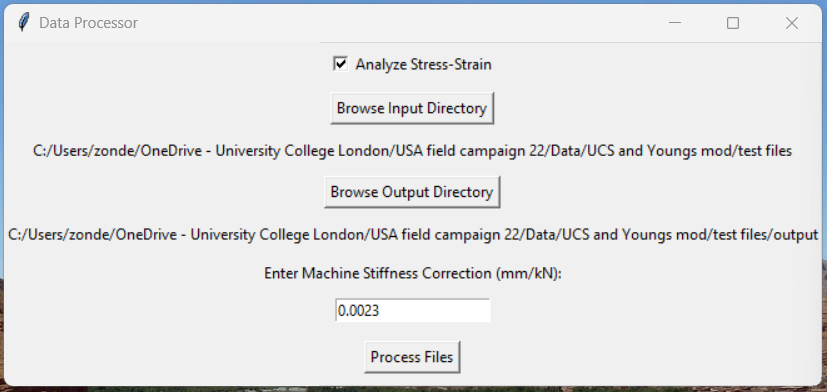 Data Processor
Analyze Stress-Strain
Browse Input Directory
C:/Users/zonde/OneDrive - University College London/USA field campaign 22/Data/UCS and Youngs mod/test files
Browse Output Directory
C:/Users/zonde/OneDrive - University College London/USA field campaign 22/Data/UCS and Youngs mod/test files/output
Enter Machine Stiffness Correction (mm/kN):
0.0023
Process Files